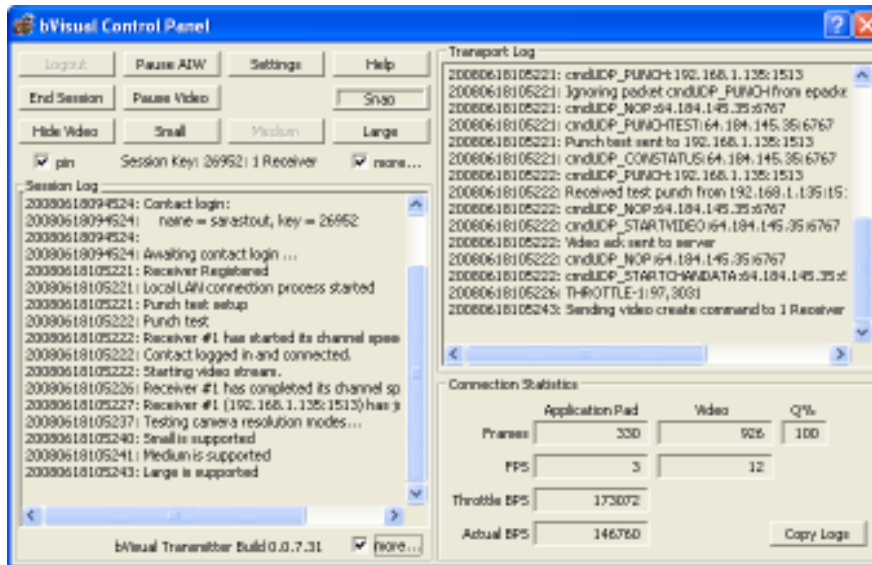 bVisual Control Panel
Logout Pause AIW Settings Help
End Session Pause Video Snap
Hide Video Small Medium Large
pin Session Key: 26952: 1 Receiver more...
Session Log
20080618094524: Contact login:
20080618094524: name = sarastout, key = 26952
20080618094524:
20080618094524: Awaiting contact login ...
20080618105221: Receiver Registered
20080618105221: Local LAN connection process started
20080618105221: Punch test setup
20080618105222: Punch test
20080618105222: Receiver #1 has started its channel spee
20080618105222: Contact logged in and connected.
20080618105222: Starting video stream.
20080618105226: Receiver #1 has completed its channel sp
20080618105227: Receiver #1 (192.168.1.135:1513) has j
20080618105237: Testing camera resolution modes...
20080618105240: Small is supported
20080618105241: Medium is supported
20080618105243: Large is supported
bVisual Transmitter Build 0.0.7.31 more...
Transport Log
20080618105221: cmdUDP_PUNCH:192.168.1.135:1513
20080618105221: Ignoring packet cmdUDP_PUNCH from epacke
20080618105221: cmdUDP_NOP:64.184.145.35:6767
20080618105221: cmdUDP_PUNCHTEST:64.184.145.35:6767
20080618105221: Punch test sent to 192.168.1.135:1513
20080618105221: cmdUDP_CONSTATUS:64.184.145.35:6767
20080618105222: cmdUDP_PUNCH:192.168.1.135:1513
20080618105222: Received test punch from 192.168.1.135:15:
20080618105222: cmdUDP_NOP:64.184.145.35:6767
20080618105222: cmdUDP_STARTVIDEO:64.184.145.35:6767
20080618105222: Video ack sent to server
20080618105222: cmdUDP_NOP:64.184.145.35:6767
20080618105222: cmdUDP_STARTCHANDATA:64.184.145.35:6
20080618105226: THROTTLE-1:97,3031
20080618105243: Sending video create command to 1 Receiver
Connection Statistics
Application Pad Video Q%
Frames 330 926 100
FPS 3 12
Throttle BPS 173072
Actual BPS 146760 Copy Logs